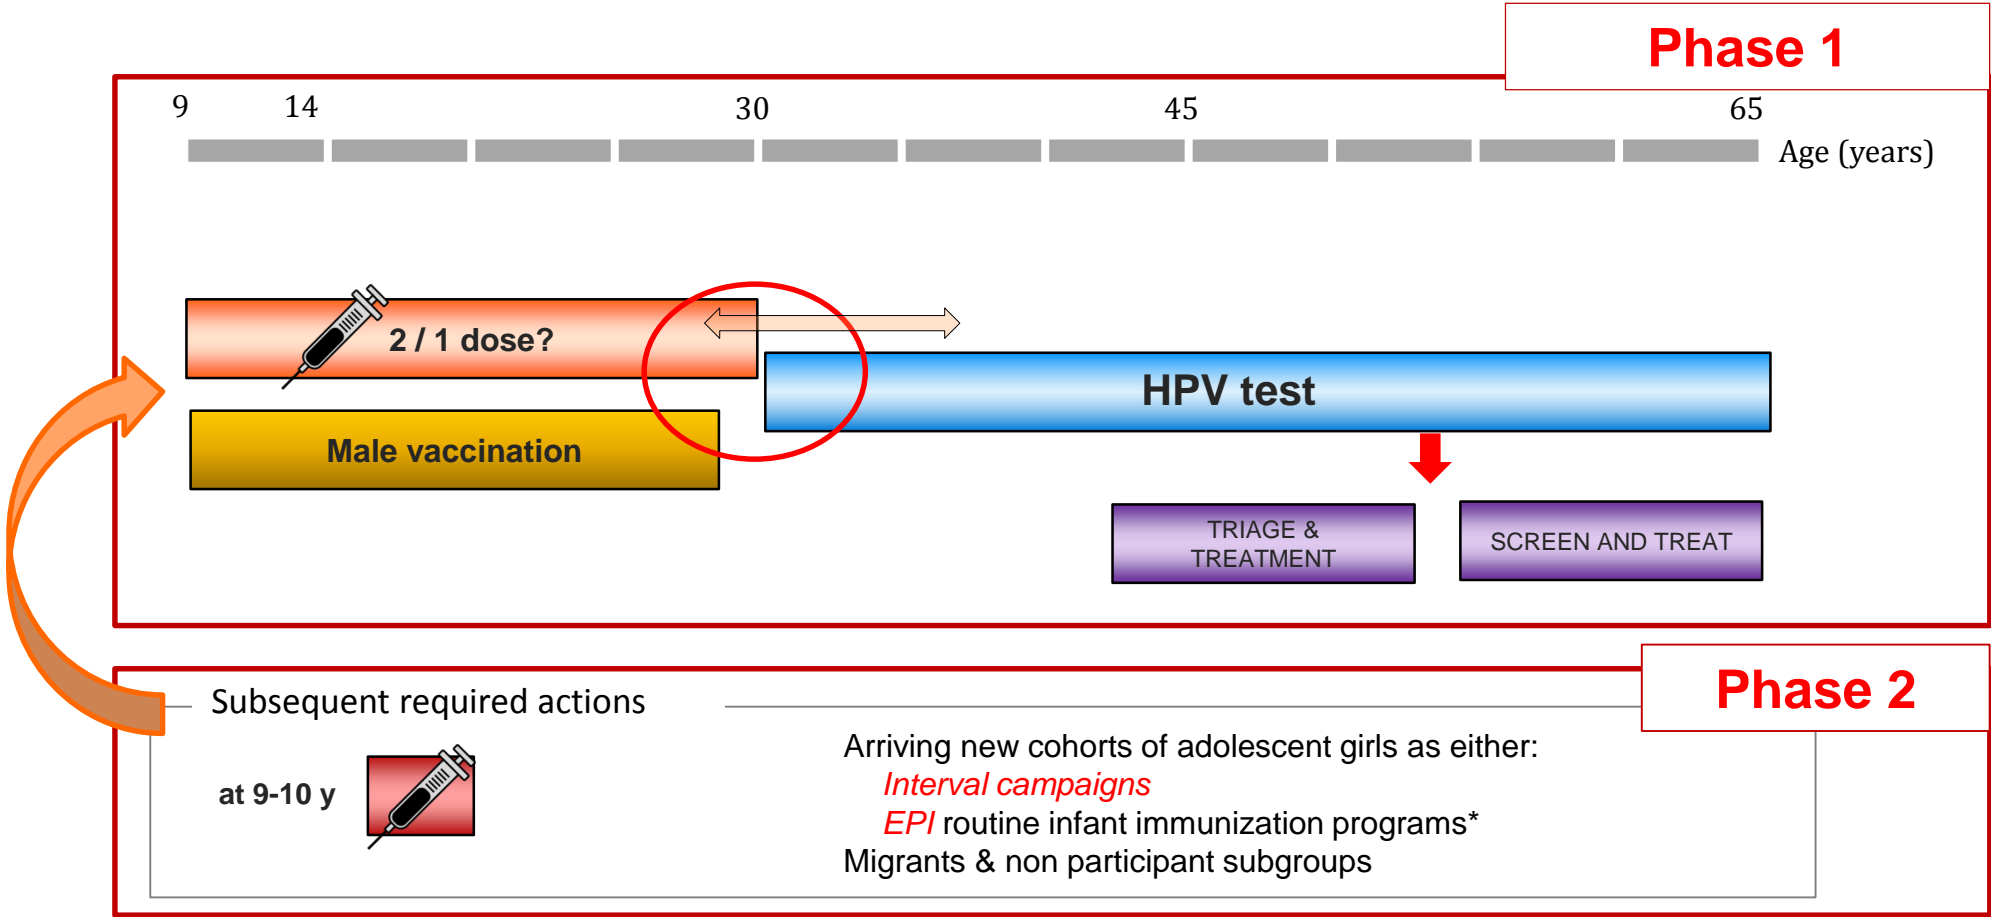 Phase 1
9 14 30 45 65
Age (years)
2 / 1 dose?
HPV test
Male vaccination
TRIAGE &
TREATMENT
SCREEN AND TREAT
Phase 2
Subsequent required actions
at 9-10 y
Arriving new cohorts of adolescent girls as either:
Interval campaigns
EPI routine infant immunization programs*
Migrants & non participant subgroups